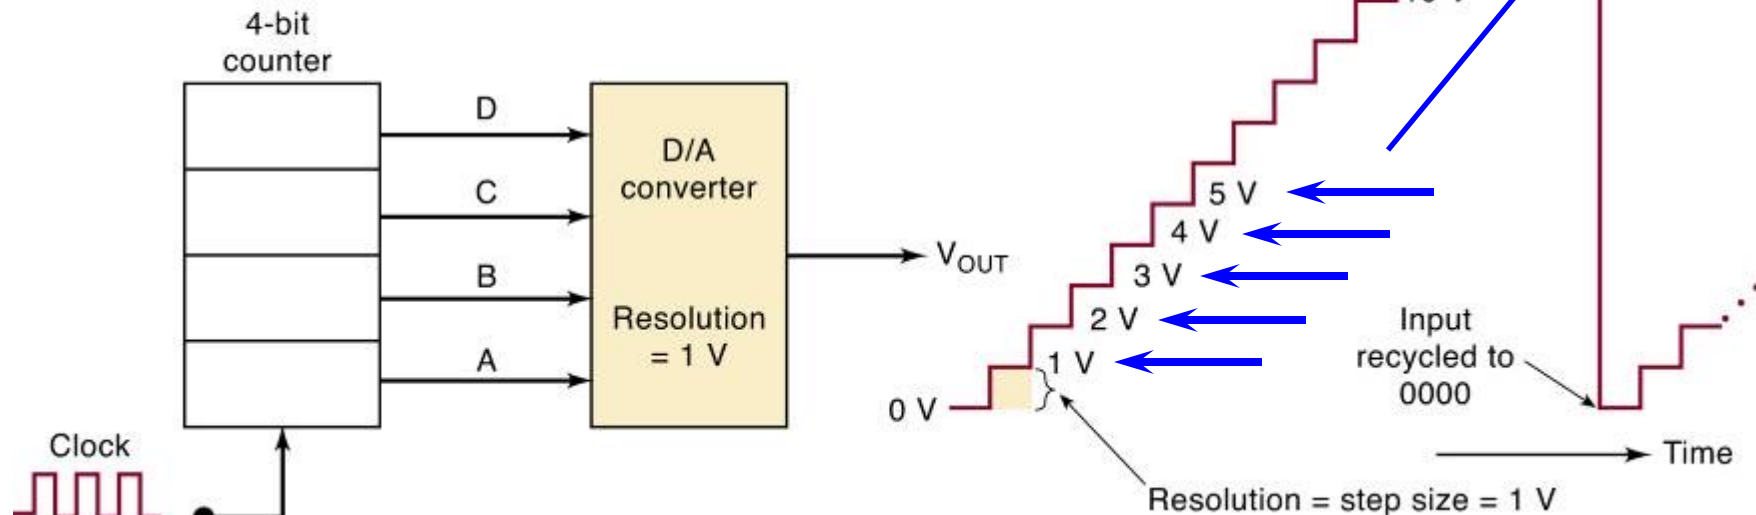 4-bit
counter
D
C
B
A
D/A
converter
Resolution
= 1 V
V_OUT
Clock
5 V
4 V
3 V
2 V
1 V
0 V
Input
recycled to
0000
Time
Resolution = step size = 1 V